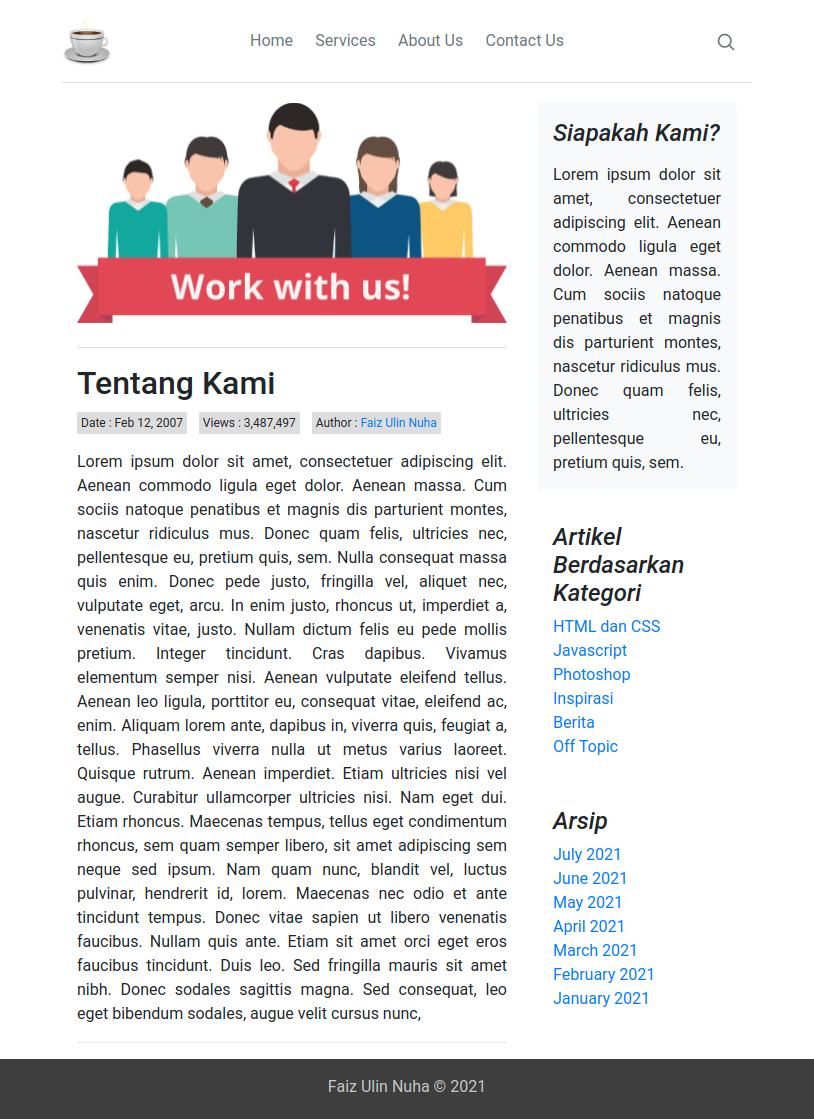 Home Services About Us Contact Us
Work with us!
Tentang Kami
Date : Feb 12, 2007 Views : 3,487,497 Author : Faiz Ulin Nuha
Lorem ipsum dolor sit amet, consectetuer adipiscing elit.
Aenean commodo ligula eget dolor. Aenean massa. Cum
sociis natoque penatibus et magnis dis parturient montes,
nascetur ridiculus mus. Donec quam felis, ultricies nec,
pellentesque eu, pretium quis, sem. Nulla consequat massa
quis enim. Donec pede justo, fringilla vel, aliquet nec,
vulputate eget, arcu. In enim justo, rhoncus ut, imperdiet a,
venenatis vitae, justo. Nullam dictum felis eu pede mollis
pretium. Integer tincidunt. Cras dapibus. Vivamus
elementum semper nisi. Aenean vulputate eleifend tellus.
Aenean leo ligula, porttitor eu, consequat vitae, eleifend ac,
enim. Aliquam lorem ante, dapibus in, viverra quis, feugiat a,
tellus. Phasellus viverra nulla ut metus varius laoreet.
Quisque rutrum. Aenean imperdiet. Etiam ultricies nisi vel
augue. Curabitur ullamcorper ultricies nisi. Nam eget dui.
Etiam rhoncus. Maecenas tempus, tellus eget condimentum
rhoncus, sem quam semper libero, sit amet adipiscing sem
neque sed ipsum. Nam quam nunc, blandit vel, luctus
pulvinar, hendrerit id, lorem. Maecenas nec odio et ante
tincidunt tempus. Donec vitae sapien ut libero venenatis
faucibus. Nullam quis ante. Etiam sit amet orci eget eros
faucibus tincidunt. Duis leo. Sed fringilla mauris sit amet
nibh. Donec sodales sagittis magna. Sed consequat, leo
eget bibendum sodales, augue velit cursus nunc,
Siapakah Kami?
Lorem ipsum dolor sit
amet, consectetuer
adipiscing elit. Aenean
commodo ligula eget
dolor. Aenean massa.
Cum sociis natoque
penatibus et magnis
dis parturient montes,
nascetur ridiculus mus.
Donec quam felis,
ultricies nec,
pellentesque eu,
pretium quis, sem.
Artikel
Berdasarkan
Kategori
HTML dan CSS
Javascript
Photoshop
Inspirasi
Berita
Off Topic
Arsip
July 2021
June 2021
May 2021
April 2021
March 2021
February 2021
January 2021
Faiz Ulin Nuha © 2021